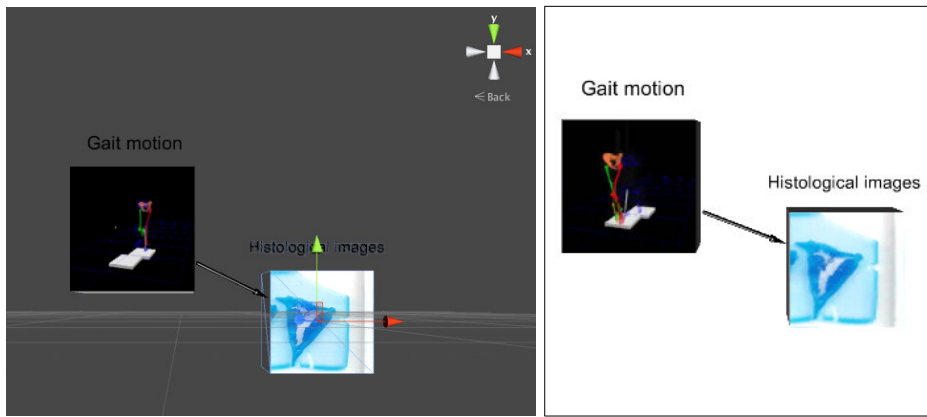 y
x
< Back
Gait motion
Histological images
Gait motion
Histological images